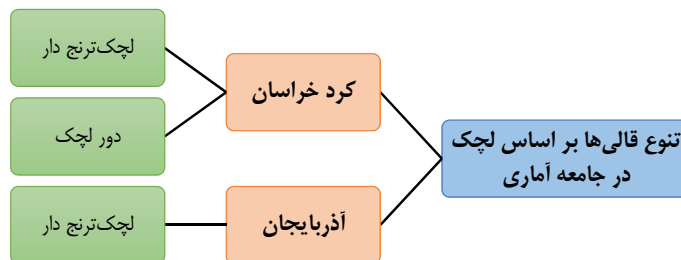 تنوع قالی‌ها بر اساس لچک
در جامعه آماری
کرد خراسان
لچک‌ترنج دار
دور لچک
آذربایجان
لچک‌ترنج دار